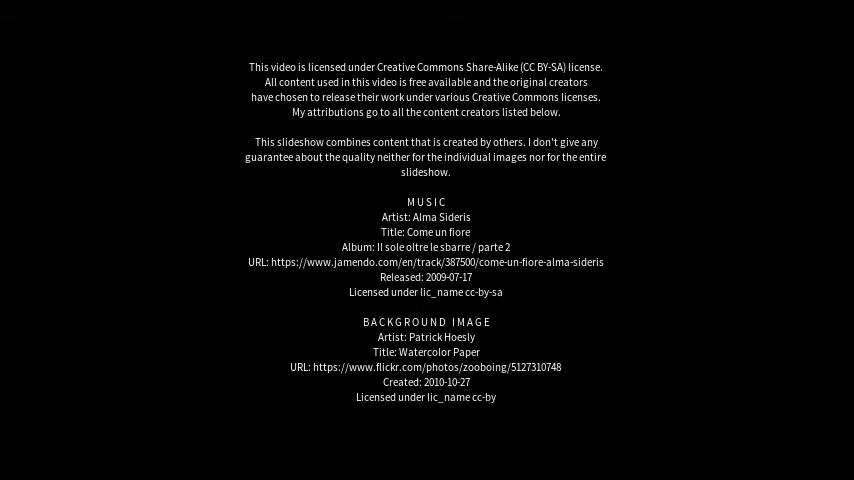 This video is licensed under Creative Commons Share-Alike (CC BY-SA) license.
All content used in this video is free available and the original creators
have chosen to release their work under various Creative Commons licenses.
My attributions go to all the content creators listed below.
This slideshow combines content that is created by others. I don't give any
guarantee about the quality neither for the individual images nor for the entire
slideshow.
MUSIC
Artist: Alma Sideris
Title: Come un fiore
Album: Il sole oltre le sbarre / parte 2
URL: https://www.jamendo.com/en/track/387500/come-un-fiore-alma-sideris
Released: 2009-07-17
Licensed under lic_name cc-by-sa
BACKGROUND IMAGE
Artist: Patrick Hoesly
Title: Watercolor Paper
URL: https://www.flickr.com/photos/zooboing/5127310748
Created: 2010-10-27
Licensed under lic_name cc-by